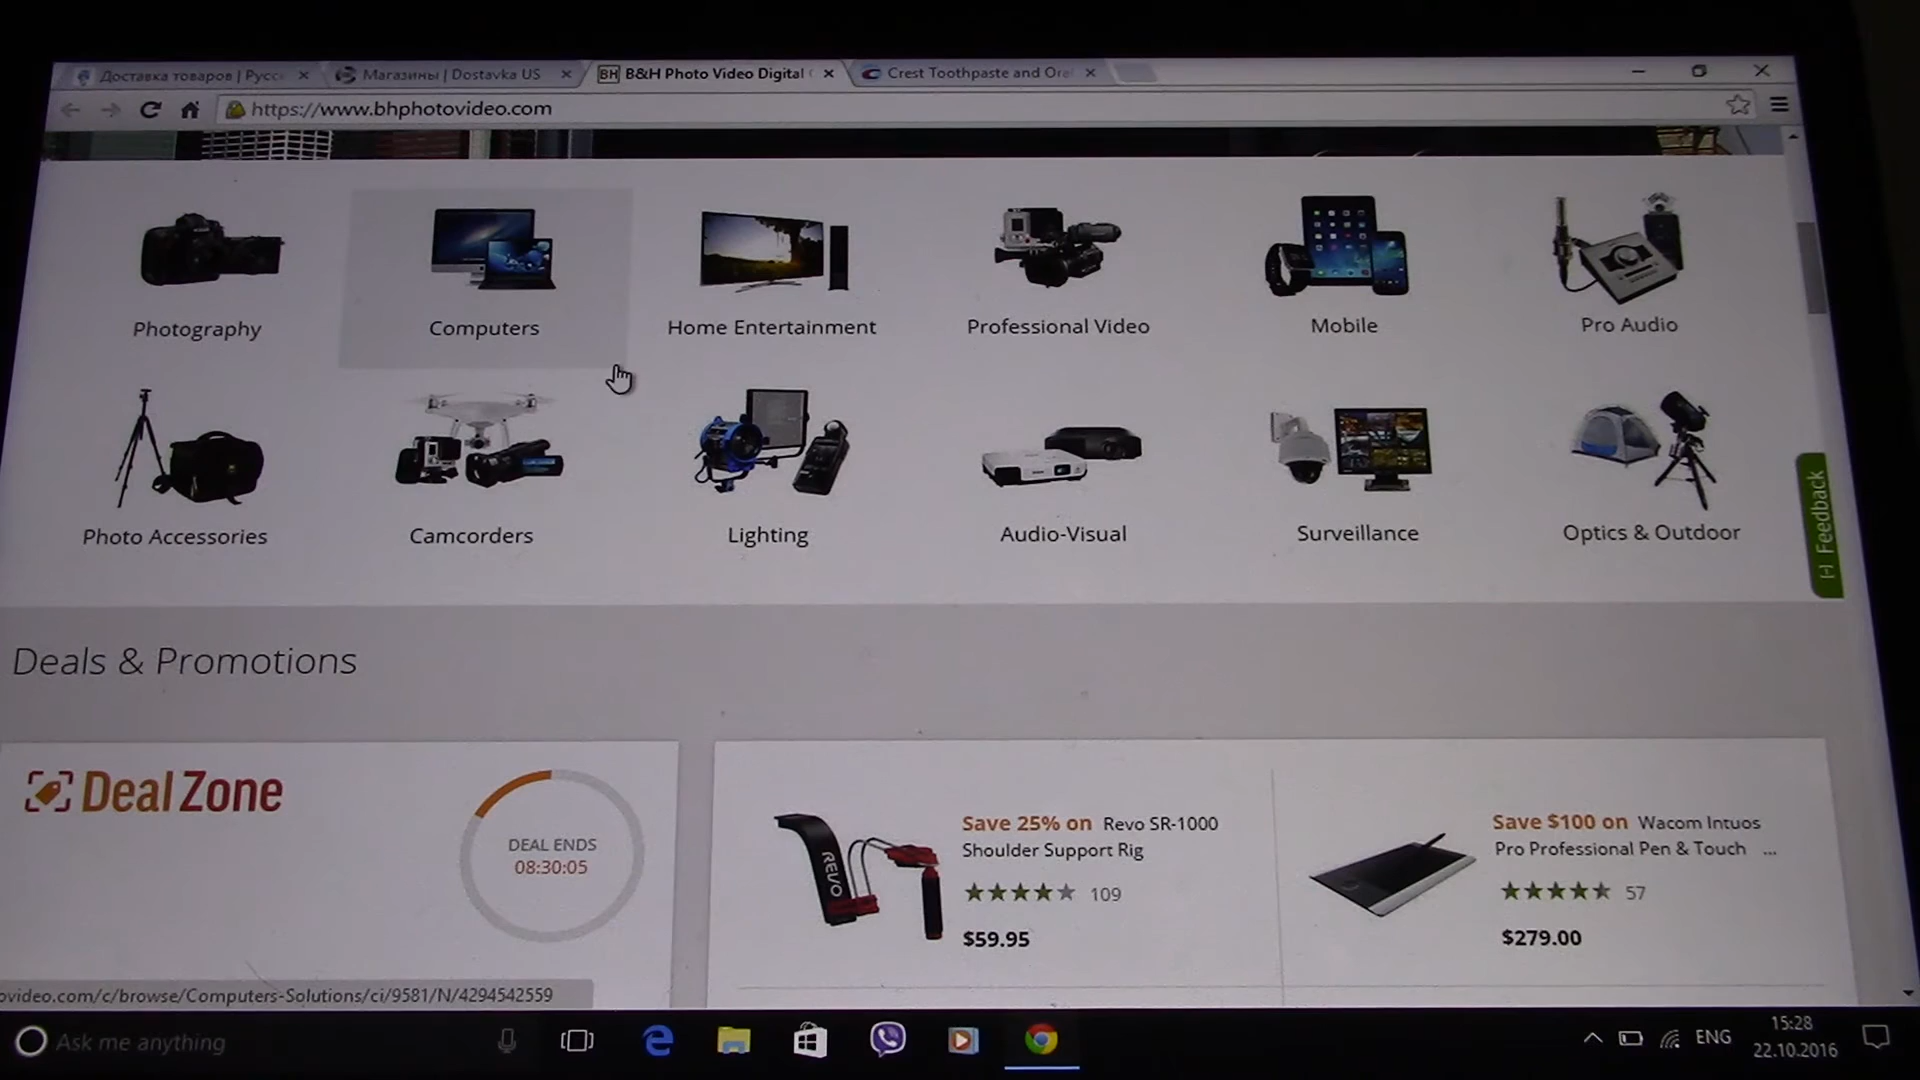 Доставка товаров | Русс
Магазины | Dostavka US
BH B&H Photo Video Digital
Crest Toothpaste and Ora
https://www.bhphotovideo.com
Photography
Computers
Home Entertainment
Professional Video
Mobile
Pro Audio
Photo Accessories
Camcorders
Lighting
Audio-Visual
Surveillance
Optics & Outdoor
[-] Feedback
Deals & Promotions
Deal Zone
DEAL ENDS
08:30:05
REVO
Save 25% on Revo SR-1000
Shoulder Support Rig
109
$59.95
Save $100 on Wacom Intuos
Pro Professional Pen & Touch ...
57
$279.00
ovideo.com/c/browse/Computers-Solutions/ci/9581/N/4294542559
Ask me anything
ENG
15:28
22.10.2016